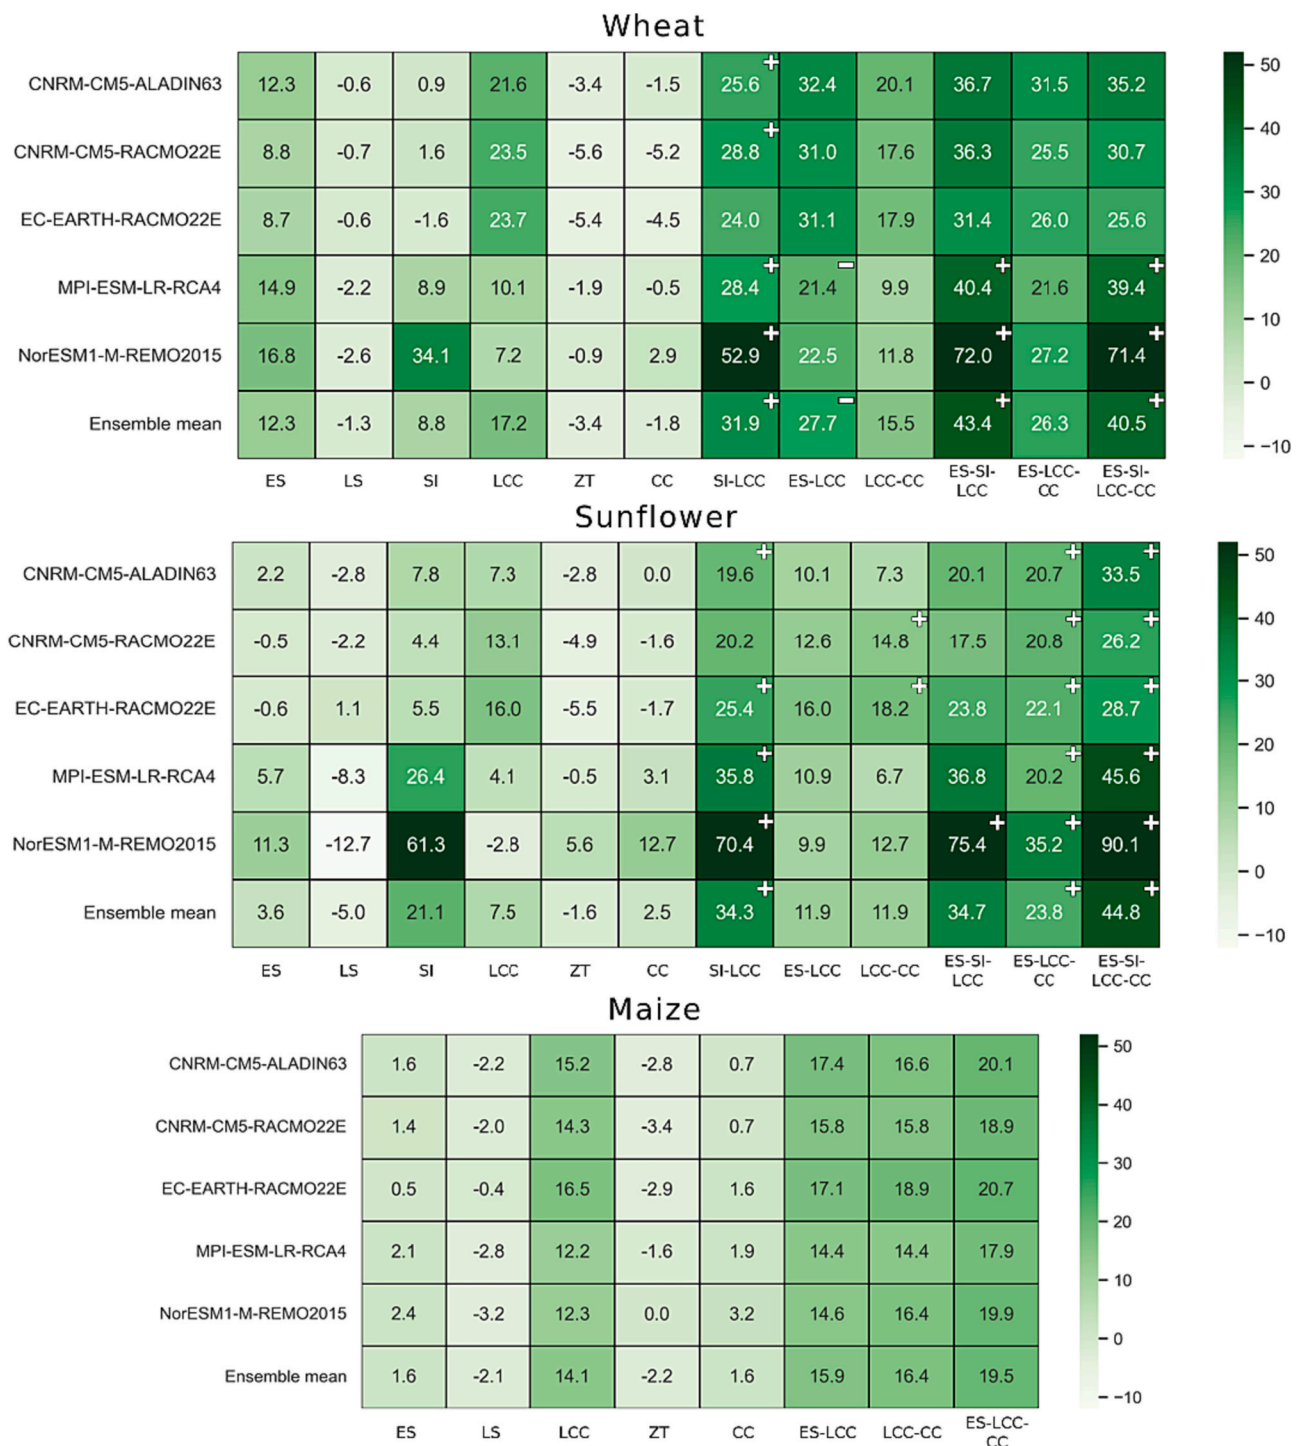 Wheat
CNRM-CM5-ALADIN63 12.3 -0.6 0.9 21.6 -3.4 -1.5 25.6 + 32.4 20.1 36.7 31.5 35.2
CNRM-CM5-RACMO22E 8.8 -0.7 1.6 23.5 -5.6 -5.2 28.8 + 31.0 17.6 36.3 25.5 30.7
EC-EARTH-RACMO22E 8.7 -0.6 -1.6 23.7 -5.4 -4.5 24.0 31.1 17.9 31.4 26.0 25.6
MPI-ESM-LR-RCA4 14.9 -2.2 8.9 10.1 -1.9 -0.5 28.4 + 21.4 − 9.9 40.4 + 21.6 39.4 +
NorESM1-M-REMO2015 16.8 -2.6 34.1 7.2 -0.9 2.9 52.9 + 22.5 11.8 72.0 + 27.2 71.4 +
Ensemble mean 12.3 -1.3 8.8 17.2 -3.4 -1.8 31.9 + 27.7 − 15.5 43.4 + 26.3 40.5 +
ES LS SI LCC ZT CC SI-LCC ES-LCC LCC-CC ES-SI- ES-LCC- ES-SI-
LCC CC LCC-CC
50
40
30
20
10
0
−10
Sunflower
CNRM-CM5-ALADIN63 2.2 -2.8 7.8 7.3 -2.8 0.0 19.6 + 10.1 7.3 20.1 20.7 + 33.5 +
CNRM-CM5-RACMO22E -0.5 -2.2 4.4 13.1 -4.9 -1.6 20.2 12.6 14.8 + 17.5 20.8 + 26.2 +
EC-EARTH-RACMO22E -0.6 1.1 5.5 16.0 -5.5 -1.7 25.4 + 16.0 18.2 + 23.8 22.1 + 28.7 +
MPI-ESM-LR-RCA4 5.7 -8.3 26.4 4.1 -0.5 3.1 35.8 + 10.9 6.7 36.8 20.2 + 45.6 +
NorESM1-M-REMO2015 11.3 -12.7 61.3 -2.8 5.6 12.7 70.4 + 9.9 12.7 75.4 + 35.2 + 90.1 +
Ensemble mean 3.6 -5.0 21.1 7.5 -1.6 2.5 34.3 + 11.9 11.9 34.7 23.8 + 44.8 +
ES LS SI LCC ZT CC SI-LCC ES-LCC LCC-CC ES-SI- ES-LCC- ES-SI-
LCC CC LCC-CC
50
40
30
20
10
0
−10
Maize
CNRM-CM5-ALADIN63 1.6 -2.2 15.2 -2.8 0.7 17.4 16.6 20.1
CNRM-CM5-RACMO22E 1.4 -2.0 14.3 -3.4 0.7 15.8 15.8 18.9
EC-EARTH-RACMO22E 0.5 -0.4 16.5 -2.9 1.6 17.1 18.9 20.7
MPI-ESM-LR-RCA4 2.1 -2.8 12.2 -1.6 1.9 14.4 14.4 17.9
NorESM1-M-REMO2015 2.4 -3.2 12.3 0.0 3.2 14.6 16.4 19.9
Ensemble mean 1.6 -2.1 14.1 -2.2 1.6 15.9 16.4 19.5
ES LS LCC ZT CC ES-LCC LCC-CC ES-LCC-
CC
50
40
30
20
10
0
−10